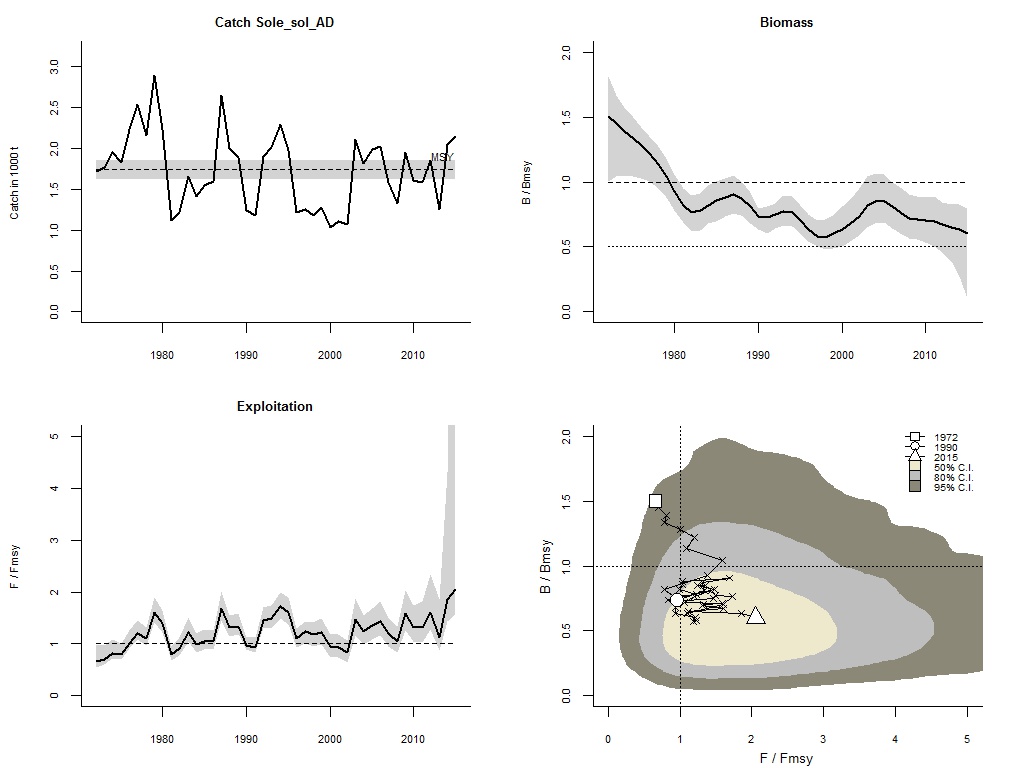 Catch Sole_sol_AD
Catch in 1000 t
3.0
2.5
2.0
1.5
1.0
0.5
0.0
MSY
1980 1990 2000 2010
Biomass
B / Bmsy
2.0
1.5
1.0
0.5
0.0
1980 1990 2000 2010
Exploitation
F / Fmsy
5
4
3
2
1
0
1980 1990 2000 2010
B / Bmsy
2.0
1.5
1.0
0.5
0.0
1972
1990
2015
50% C.I.
80% C.I.
95% C.I.
0 1 2 3 4 5
F / Fmsy